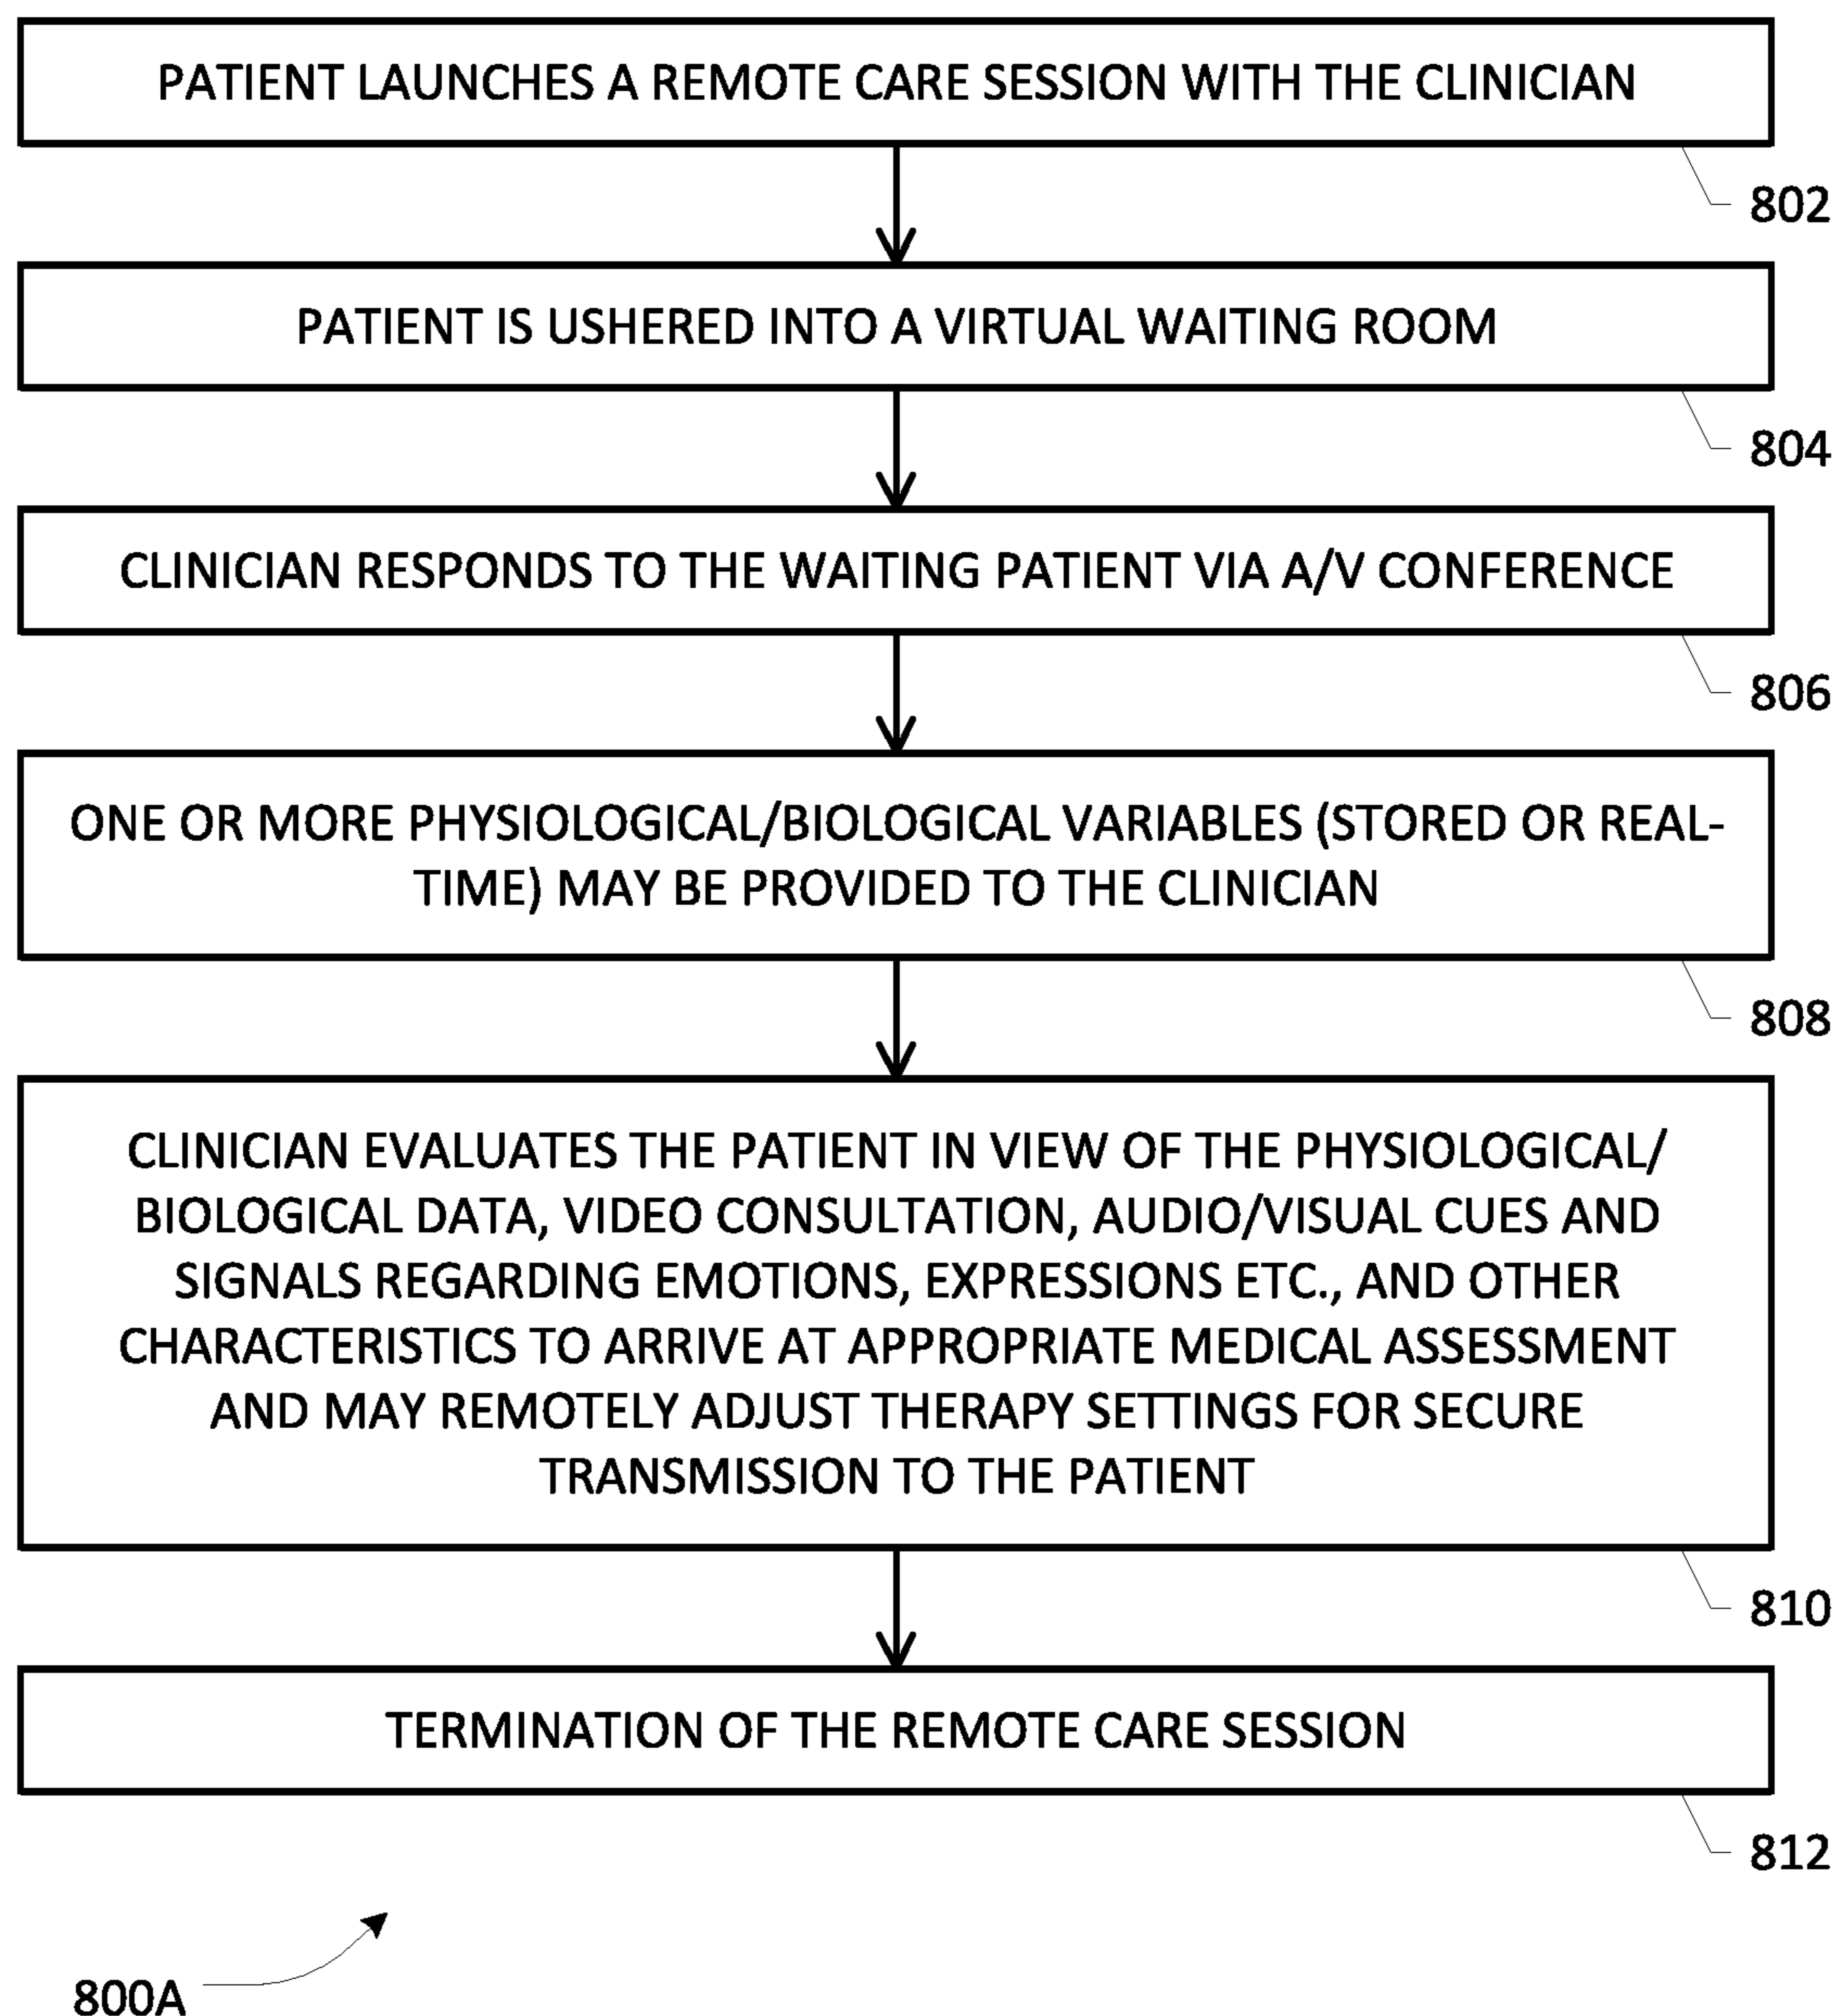 PATIENT LAUNCHES A REMOTE CARE SESSION WITH THE CLINICIAN
802
PATIENT IS USHERED INTO A VIRTUAL WAITING ROOM
804
CLINICIAN RESPONDS TO THE WAITING PATIENT VIA A/V CONFERENCE
806
ONE OR MORE PHYSIOLOGICAL/BIOLOGICAL VARIABLES (STORED OR REAL-
TIME) MAY BE PROVIDED TO THE CLINICIAN
808
CLINICIAN EVALUATES THE PATIENT IN VIEW OF THE PHYSIOLOGICAL/
BIOLOGICAL DATA, VIDEO CONSULTATION, AUDIO/VISUAL CUES AND
SIGNALS REGARDING EMOTIONS, EXPRESSIONS ETC., AND OTHER
CHARACTERISTICS TO ARRIVE AT APPROPRIATE MEDICAL ASSESSMENT
AND MAY REMOTELY ADJUST THERAPY SETTINGS FOR SECURE
TRANSMISSION TO THE PATIENT
810
TERMINATION OF THE REMOTE CARE SESSION
812
800A